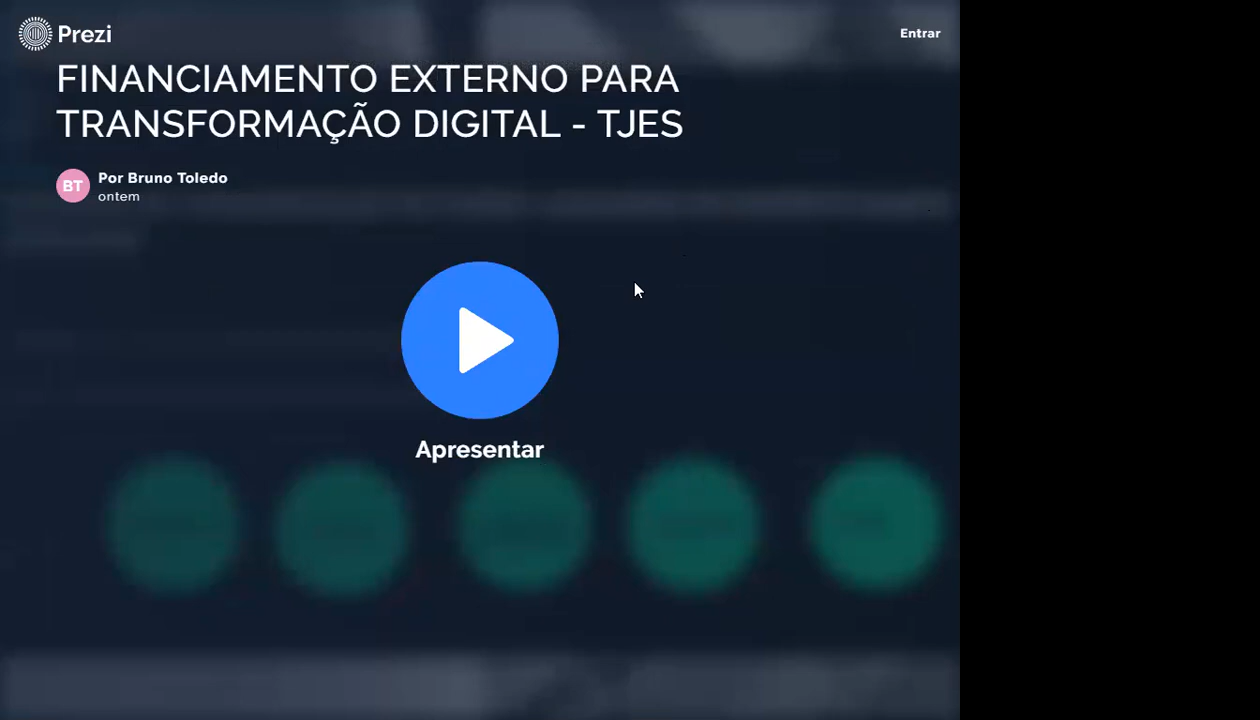 Prezi
Entrar
FINANCIAMENTO EXTERNO PARA
TRANSFORMAÇÃO DIGITAL - TJES
BT
Por Bruno Toledo
ontem
Apresentar